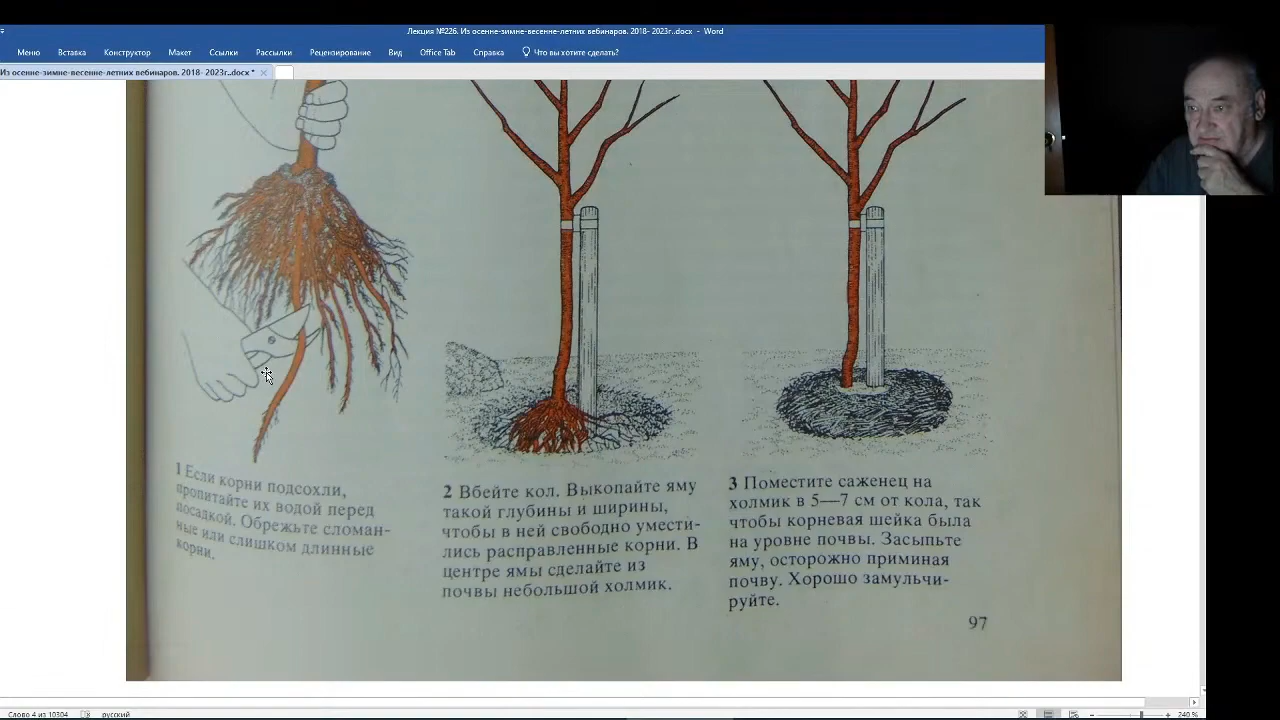 Лекция №226. Из осенне-зимне-весенне-летних вебинаров. 2018- 2023г..docx - Word
Меню Вставка Конструктор Макет Ссылки Рассылки Рецензирование Вид Office Tab Справка Что вы хотите сделать?
Из осенне-зимне-весенне-летних вебинаров. 2018- 2023г..docx *
1 Если корни подсохли,
пропитайте их водой перед
посадкой. Обрежьте сломан-
ные или слишком длинные
корни.
2 Вбейте кол. Выкопайте яму
такой глубины и ширины,
чтобы в ней свободно умести-
лись расправленные корни. В
центре ямы сделайте из
почвы небольшой холмик.
3 Поместите саженец на
холмик в 5—7 см от кола, так
чтобы корневая шейка была
на уровне почвы. Засыпьте
яму, осторожно приминая
почву. Хорошо замульчи-
руйте.
97
Слово 4 из 10304 русский 240 %